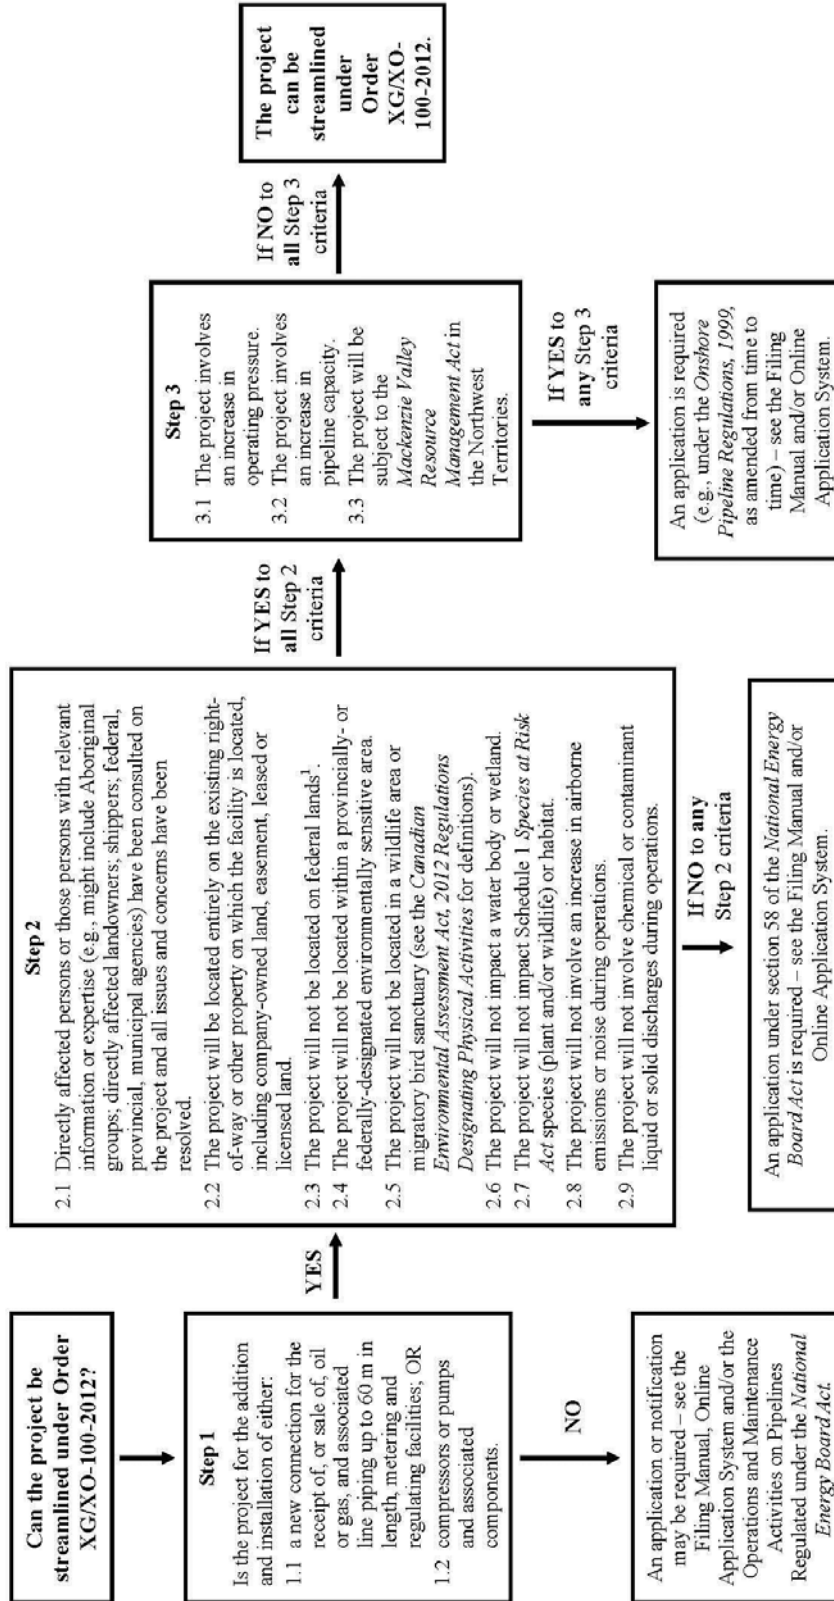 Can the project be
streamlined under Order
XG/XO-100-2012?
Step 1
Is the project for the addition
and installation of either:
1.1 a new connection for the
receipt of, or sale of, oil
or gas, and associated
line piping up to 60 m in
length, metering and
regulating facilities; OR
1.2 compressors or pumps
and associated
components.
NO
An application or notification
may be required – see the
Filing Manual, Online
Application System and/or the
Operations and Maintenance
Activities on Pipelines
Regulated under the National
Energy Board Act.
YES
Step 2
2.1 Directly affected persons or those persons with relevant
information or expertise (e.g., might include Aboriginal
groups; directly affected landowners; shippers; federal,
provincial, municipal agencies) have been consulted on
the project and all issues and concerns have been
resolved.
2.2 The project will be located entirely on the existing right-
of-way or other property on which the facility is located,
including company-owned land, easement, leased or
licensed land.
2.3 The project will not be located on federal lands¹.
2.4 The project will not be located within a provincially- or
federally-designated environmentally sensitive area.
2.5 The project will not be located in a wildlife area or
migratory bird sanctuary (see the Canadian
Environmental Assessment Act, 2012 Regulations
Designating Physical Activities for definitions).
2.6 The project will not impact a water body or wetland.
2.7 The project will not impact Schedule 1 Species at Risk
Act species (plant and/or wildlife) or habitat.
2.8 The project will not involve an increase in airborne
emissions or noise during operations.
2.9 The project will not involve chemical or contaminant
liquid or solid discharges during operations.
If NO to any
Step 2 criteria
An application under section 58 of the National Energy
Board Act is required – see the Filing Manual and/or
Online Application System.
If YES to
all Step 2
criteria
Step 3
3.1 The project involves
an increase in
operating pressure.
3.2 The project involves
an increase in
pipeline capacity.
3.3 The project will be
subject to the
Mackenzie Valley
Resource
Management Act in
the Northwest
Territories.
If YES to
any Step 3
criteria
An application is required
(e.g., under the Onshore
Pipeline Regulations, 1999,
as amended from time to
time) – see the Filing
Manual and/or Online
Application System.
If NO to
all Step 3
criteria
The project
can be
streamlined
under
Order
XG/XO-
100-2012.